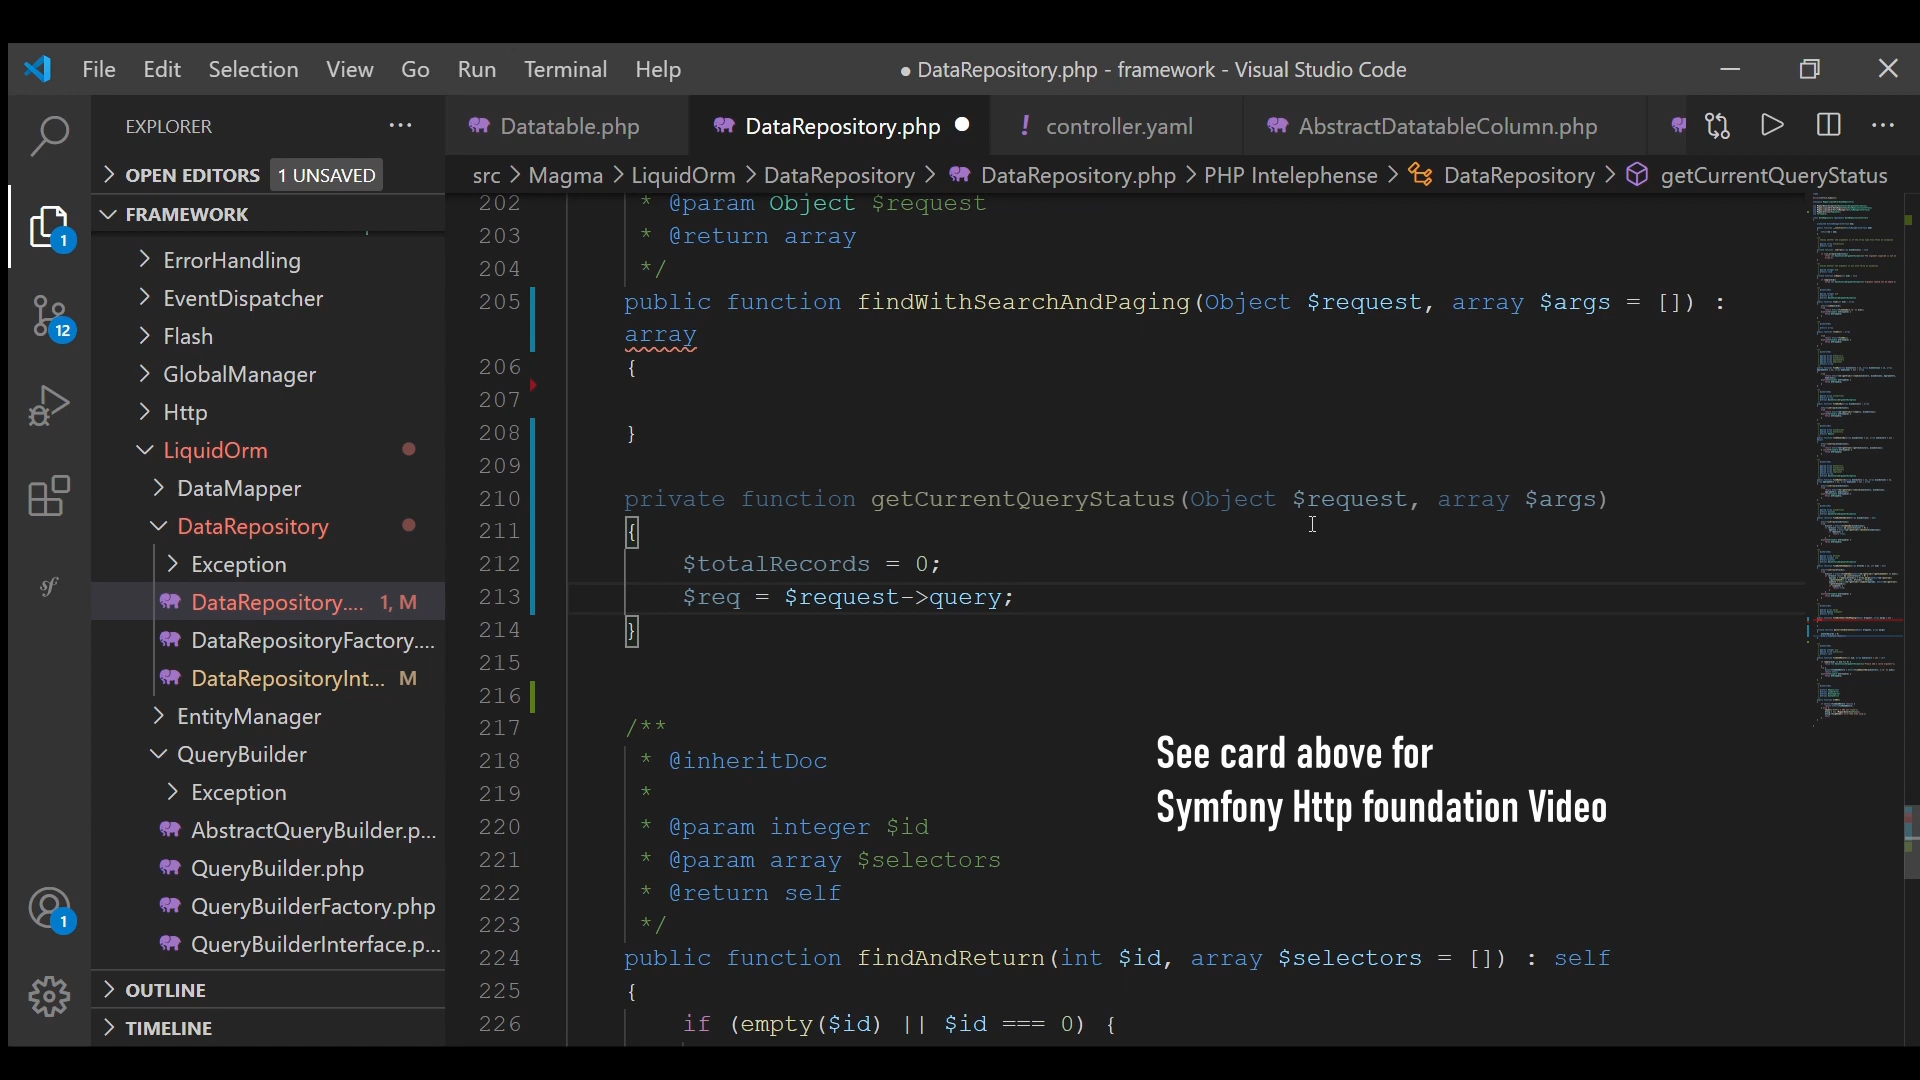 File Edit Selection View Go Run Terminal Help
● DataRepository.php - framework - Visual Studio Code
EXPLORER
Datatable.php
DataRepository.php
controller.yaml
AbstractDatatableColumn.php
OPEN EDITORS 1 UNSAVED
src > Magma > LiquidOrm > DataRepository > DataRepository.php > PHP Intelephense > DataRepository > getCurrentQueryStatus
FRAMEWORK
ErrorHandling
EventDispatcher
Flash
GlobalManager
Http
LiquidOrm
DataMapper
DataRepository
Exception
DataRepository.... 1, M
DataRepositoryFactory....
DataRepositoryInt... M
EntityManager
QueryBuilder
Exception
AbstractQueryBuilder.p...
QueryBuilder.php
QueryBuilderFactory.php
QueryBuilderInterface.p...
OUTLINE
TIMELINE
1
12
sf
1
202 * @param Object $request
203 * @return array
204 */
205 public function findWithSearchAndPaging(Object $request, array $args = []) :
array
206 {
207
208 }
209
210 private function getCurrentQueryStatus(Object $request, array $args)
211 {
212 $totalRecords = 0;
213 $req = $request->query;
214 }
215
216
217 /**
218 * @inheritDoc
219 *
220 * @param integer $id
221 * @param array $selectors
222 * @return self
223 */
224 public function findAndReturn(int $id, array $selectors = []) : self
225 {
226 if (empty($id) || $id === 0) {
See card above for
Symfony Http foundation Video